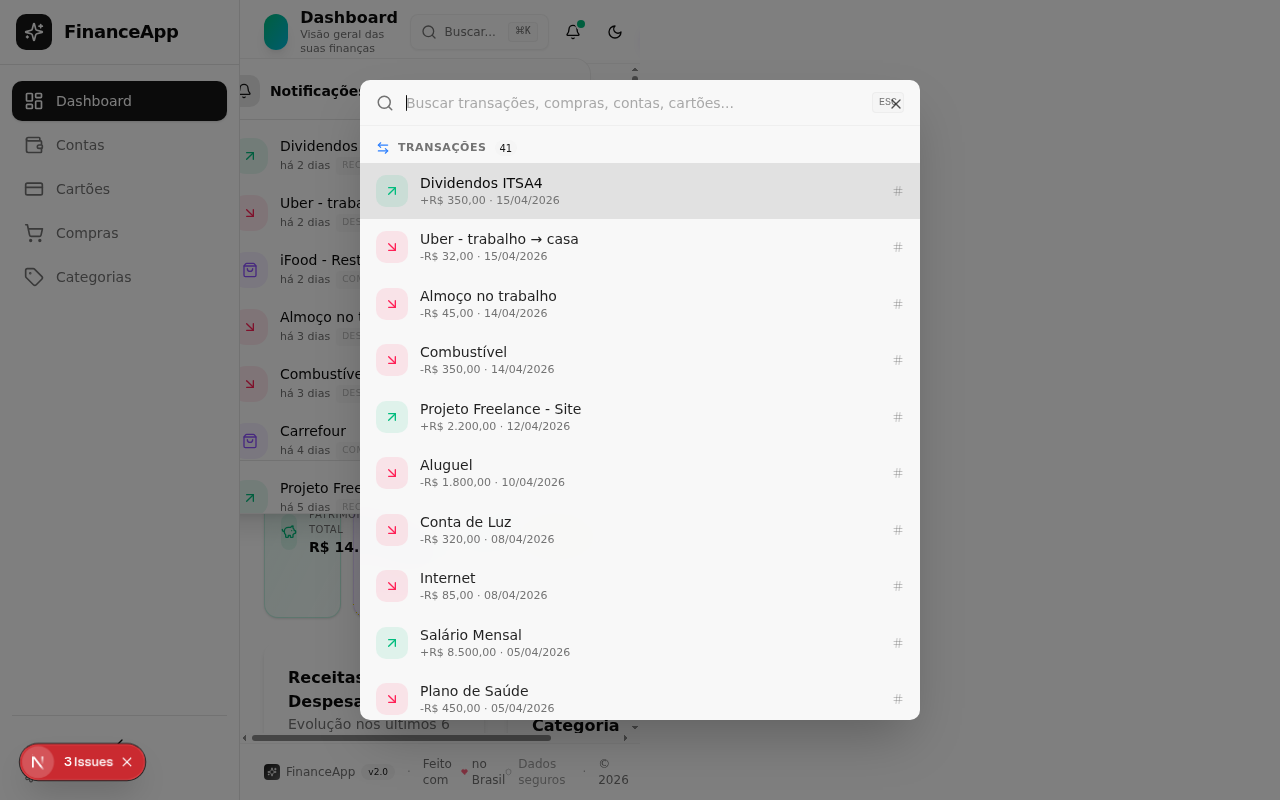 FinanceApp
Dashboard
Contas
Cartões
Compras
Categorias
3 Issues
Dashboard
Visão geral das
suas finanças
Buscar...
⌘K
Notificações
Dividendos
há 2 dias
Uber - traba
há 2 dias
DES
iFood - Rest
há 2 dias
COM
Almoço no t
há 3 dias
DES
Combustíve
há 3 dias
DES
Carrefour
há 4 dias
COM
Projeto Free
há 5 dias
REC
TOTAL
R$ 14.
Receitas
Despesa
Evolução nos últimos 6
Categoria
Buscar transações, compras, contas, cartões...
ESC
TRANSAÇÕES 41
Dividendos ITSA4
+R$ 350,00 · 15/04/2026
#
Uber - trabalho → casa
-R$ 32,00 · 15/04/2026
#
Almoço no trabalho
-R$ 45,00 · 14/04/2026
#
Combustível
-R$ 350,00 · 14/04/2026
#
Projeto Freelance - Site
+R$ 2.200,00 · 12/04/2026
#
Aluguel
-R$ 1.800,00 · 10/04/2026
#
Conta de Luz
-R$ 320,00 · 08/04/2026
#
Internet
-R$ 85,00 · 08/04/2026
#
Salário Mensal
+R$ 8.500,00 · 05/04/2026
#
Plano de Saúde
-R$ 450,00 · 05/04/2026
#
FinanceApp
v2.0
·
Feito
com
no
Brasil
Dados
seguros
·
©
2026